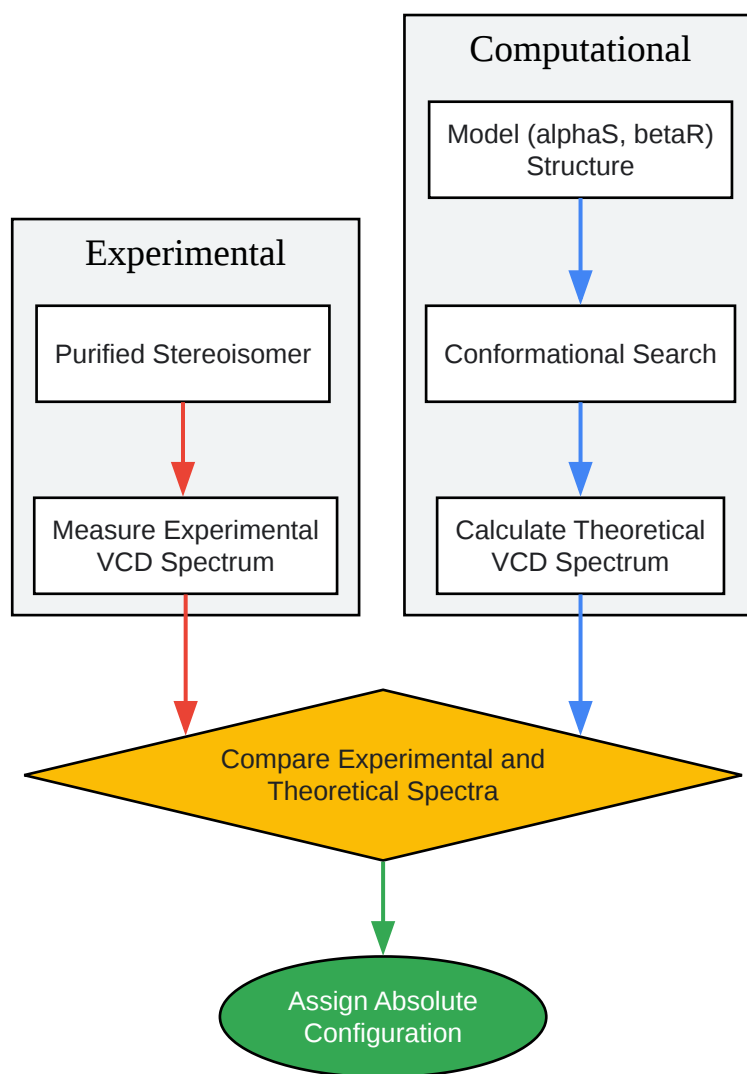 Computational
Model (alphaS, betaR)
Structure
Experimental
Purified Stereoisomer
Conformational Search
Measure Experimental
VCD Spectrum
Calculate Theoretical
VCD Spectrum
Compare Experimental and
Theoretical Spectra
Assign Absolute
Configuration